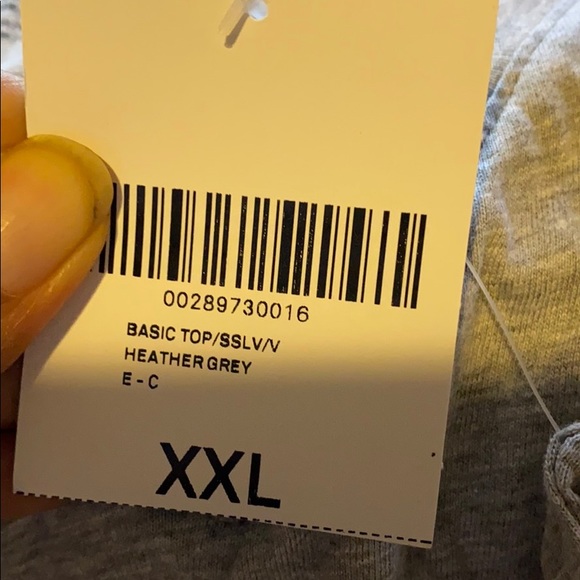 00289730016
BASIC TOP/SSLV/V
HEATHER GREY
E - C
XXL